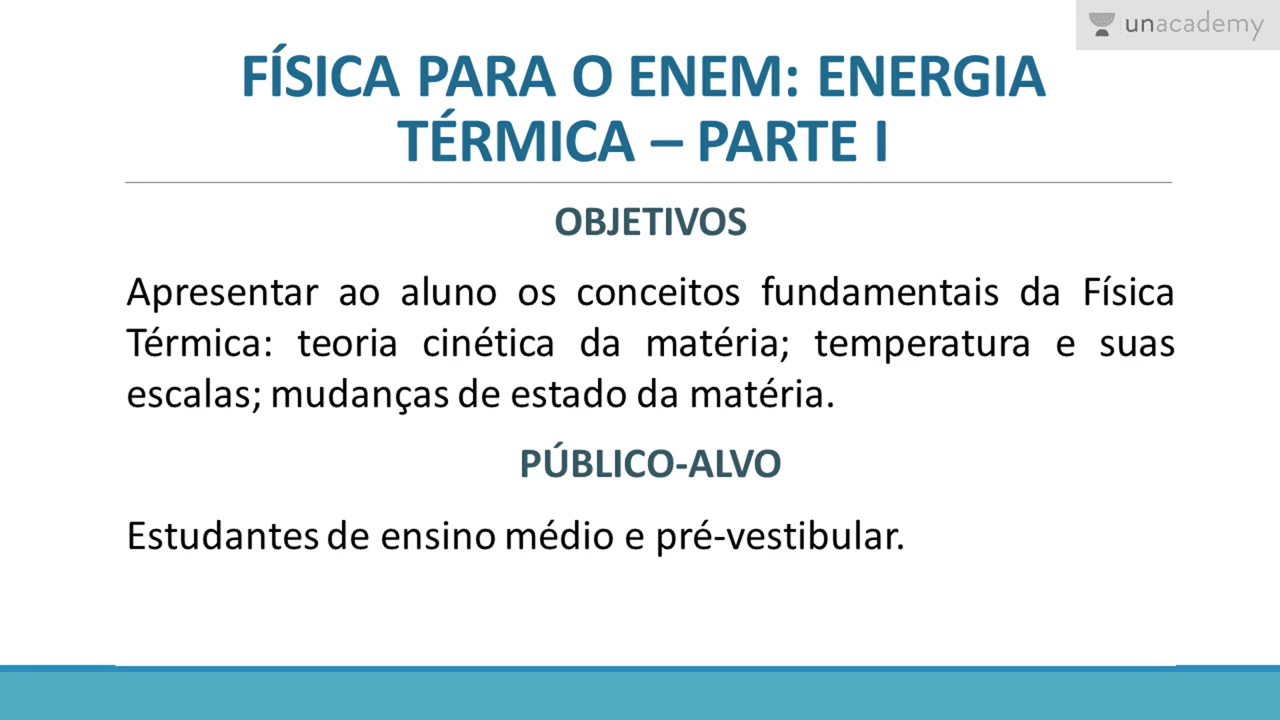 unacademy
FÍSICA PARA O ENEM: ENERGIA
TÉRMICA – PARTE I
OBJETIVOS
Apresentar ao aluno os conceitos fundamentais da Física
Térmica: teoria cinética da matéria; temperatura e suas
escalas; mudanças de estado da matéria.
PÚBLICO-ALVO
Estudantes de ensino médio e pré-vestibular.